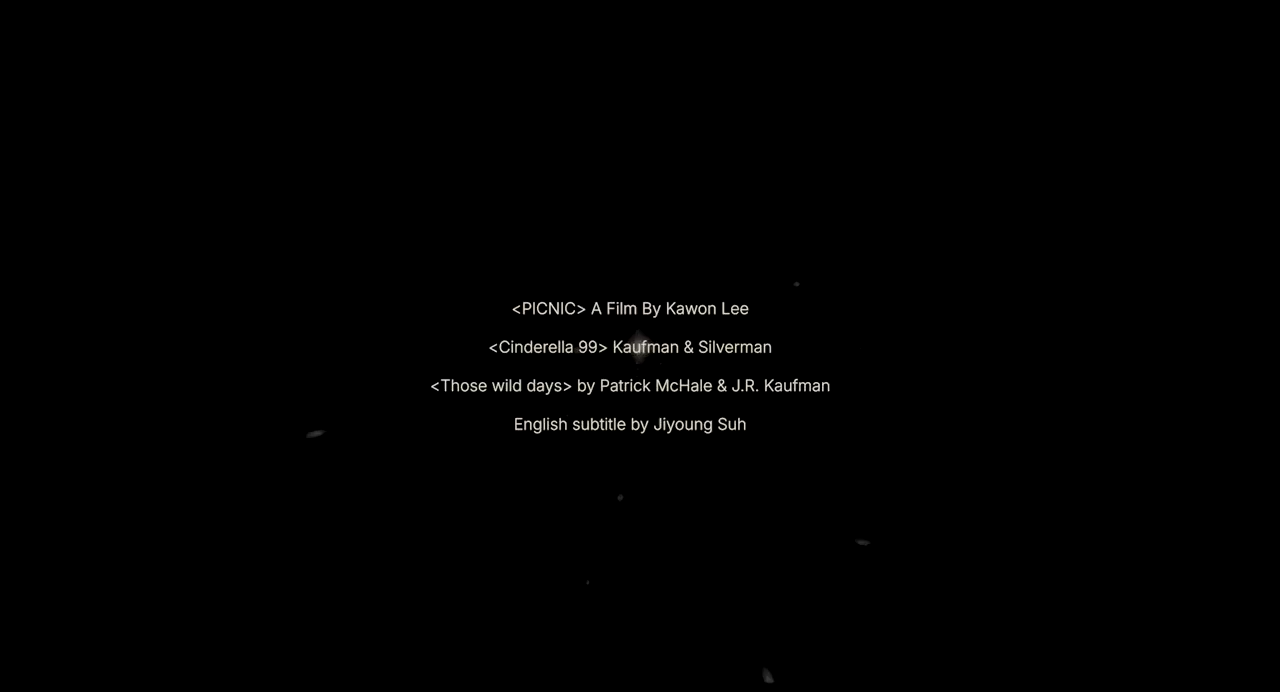 <PICNIC> A Film By Kawon Lee
<Cinderella 99> Kaufman & Silverman
<Those wild days> by Patrick McHale & J.R. Kaufman
English subtitle by Jiyoung Suh